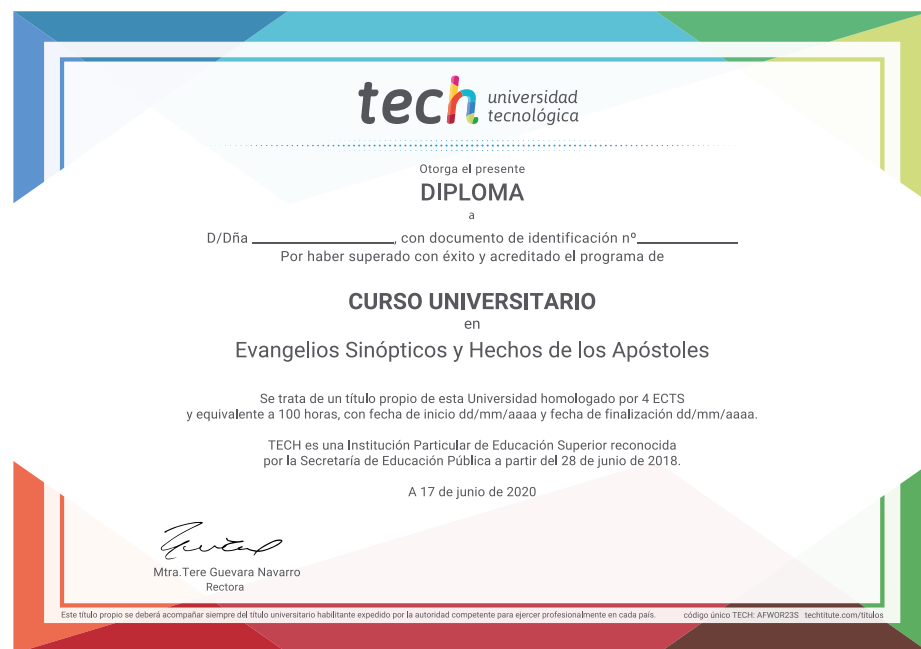 tech universidad
tecnológica
Otorga el presente
DIPLOMA
a
D/Dña ____________________, con documento de identificación nº______________
Por haber superado con éxito y acreditado el programa de
CURSO UNIVERSITARIO
en
Evangelios Sinópticos y Hechos de los Apóstoles
Se trata de un título propio de esta Universidad homologado por 4 ECTS
y equivalente a 100 horas, con fecha de inicio dd/mm/aaaa y fecha de finalización dd/mm/aaaa.
TECH es una Institución Particular de Educación Superior reconocida
por la Secretaría de Educación Pública a partir del 28 de junio de 2018.
A 17 de junio de 2020
Mtra.Tere Guevara Navarro
Rectora
Este título propio se deberá acompañar siempre del título universitario habilitante expedido por la autoridad competente para ejercer profesionalmente en cada país. código único TECH: AFWOR23S techtitute.com/titulos